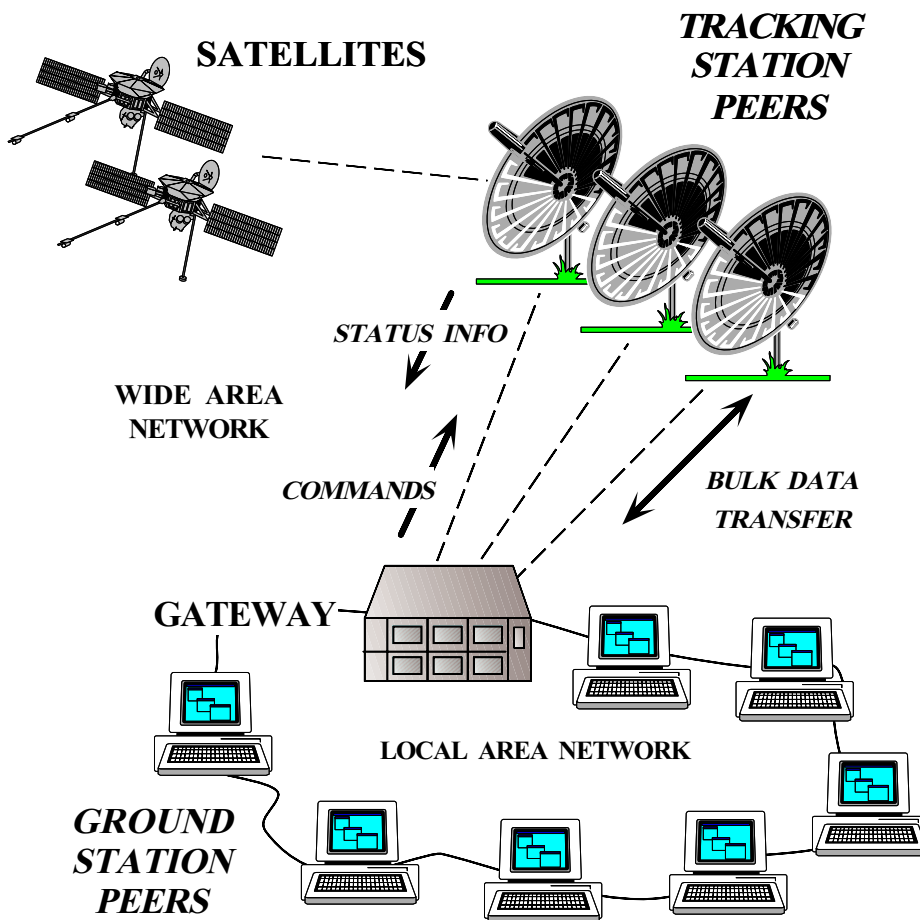 SATELLITES
TRACKING
STATION
PEERS
STATUS INFO
WIDE AREA
NETWORK
COMMANDS
BULK DATA
TRANSFER
GATEWAY
LOCAL AREA NETWORK
GROUND
STATION
PEERS